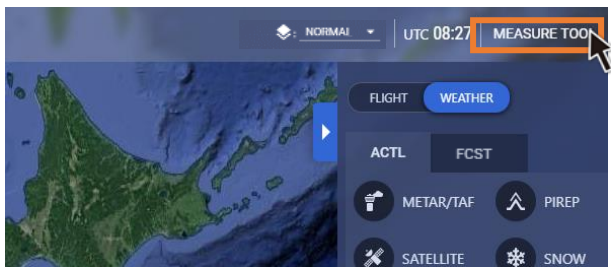 : NORMAL UTC 08:27 MEASURE TOOL
FLIGHT WEATHER
ACTL FCST
METAR/TAF PIREP
SATELLITE SNOW